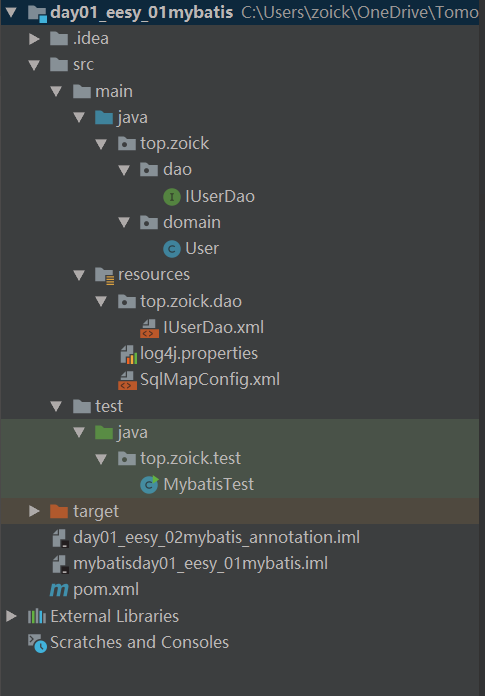 day01_eesy_01mybatis C:\Users\zoick\OneDrive\Tomo
.idea
src
main
java
top.zoick
dao
I IUserDao
domain
C User
resources
top.zoick.dao
IUserDao.xml
log4j.properties
SqlMapConfig.xml
test
java
top.zoick.test
C MybatisTest
target
day01_eesy_02mybatis_annotation.iml
mybatisday01_eesy_01mybatis.iml
m pom.xml
External Libraries
Scratches and Consoles